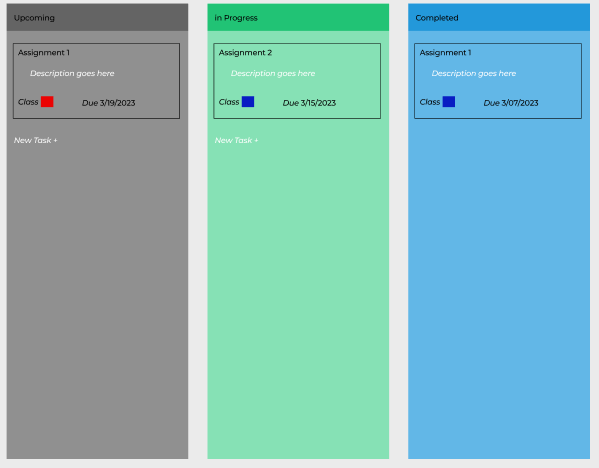 Upcoming
Assignment 1
Description goes here
Class
Due 3/19/2023
New Task +
in Progress
Assignment 2
Description goes here
Class
Due 3/15/2023
New Task +
Completed
Assignment 1
Description goes here
Class
Due 3/07/2023